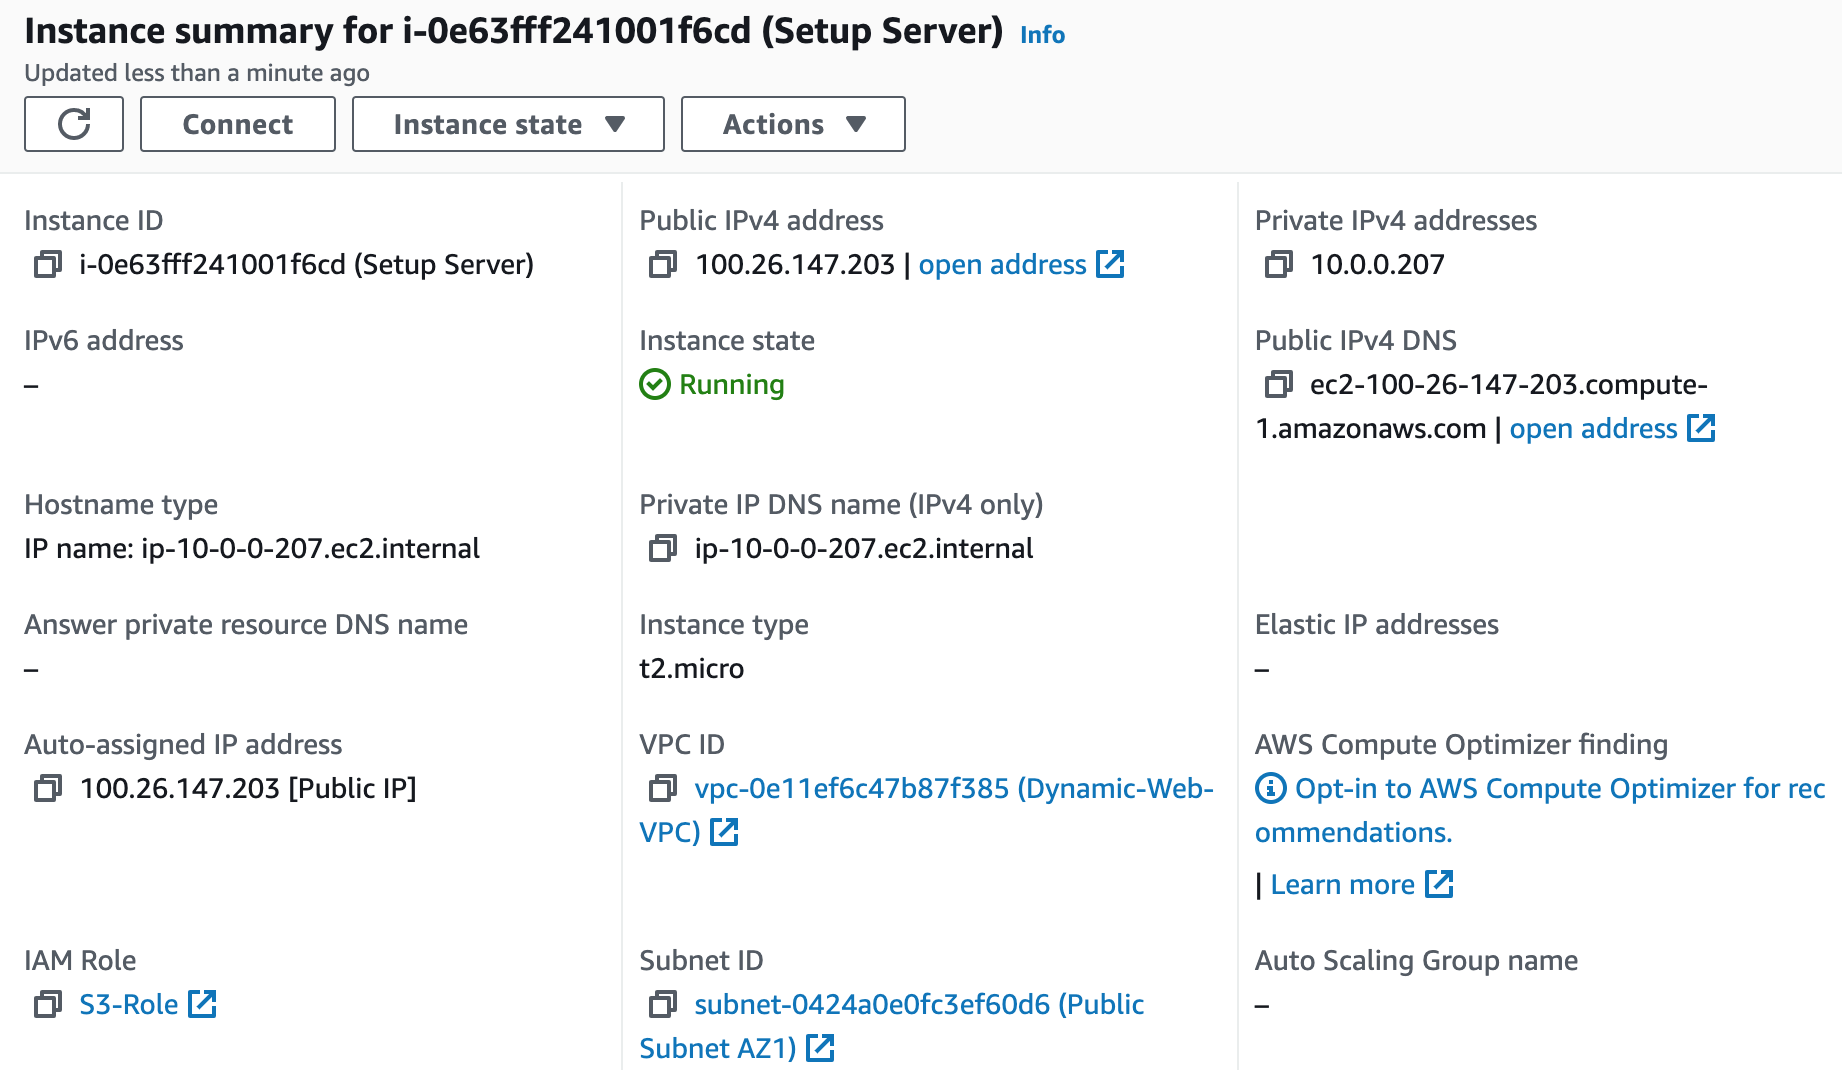 Instance summary for i-0e63fff241001f6cd (Setup Server) Info
Updated less than a minute ago
Connect
Instance state
Actions
Instance ID
i-0e63fff241001f6cd (Setup Server)
Public IPv4 address
100.26.147.203 | open address
Private IPv4 addresses
10.0.0.207
IPv6 address
–
Instance state
Running
Public IPv4 DNS
ec2-100-26-147-203.compute-
1.amazonaws.com | open address
Hostname type
IP name: ip-10-0-0-207.ec2.internal
Private IP DNS name (IPv4 only)
ip-10-0-0-207.ec2.internal
Answer private resource DNS name
–
Instance type
t2.micro
Elastic IP addresses
–
Auto-assigned IP address
100.26.147.203 [Public IP]
VPC ID
vpc-0e11ef6c47b87f385 (Dynamic-Web-
VPC)
AWS Compute Optimizer finding
Opt-in to AWS Compute Optimizer for rec
ommendations.
| Learn more
IAM Role
S3-Role
Subnet ID
subnet-0424a0e0fc3ef60d6 (Public
Subnet AZ1)
Auto Scaling Group name
–